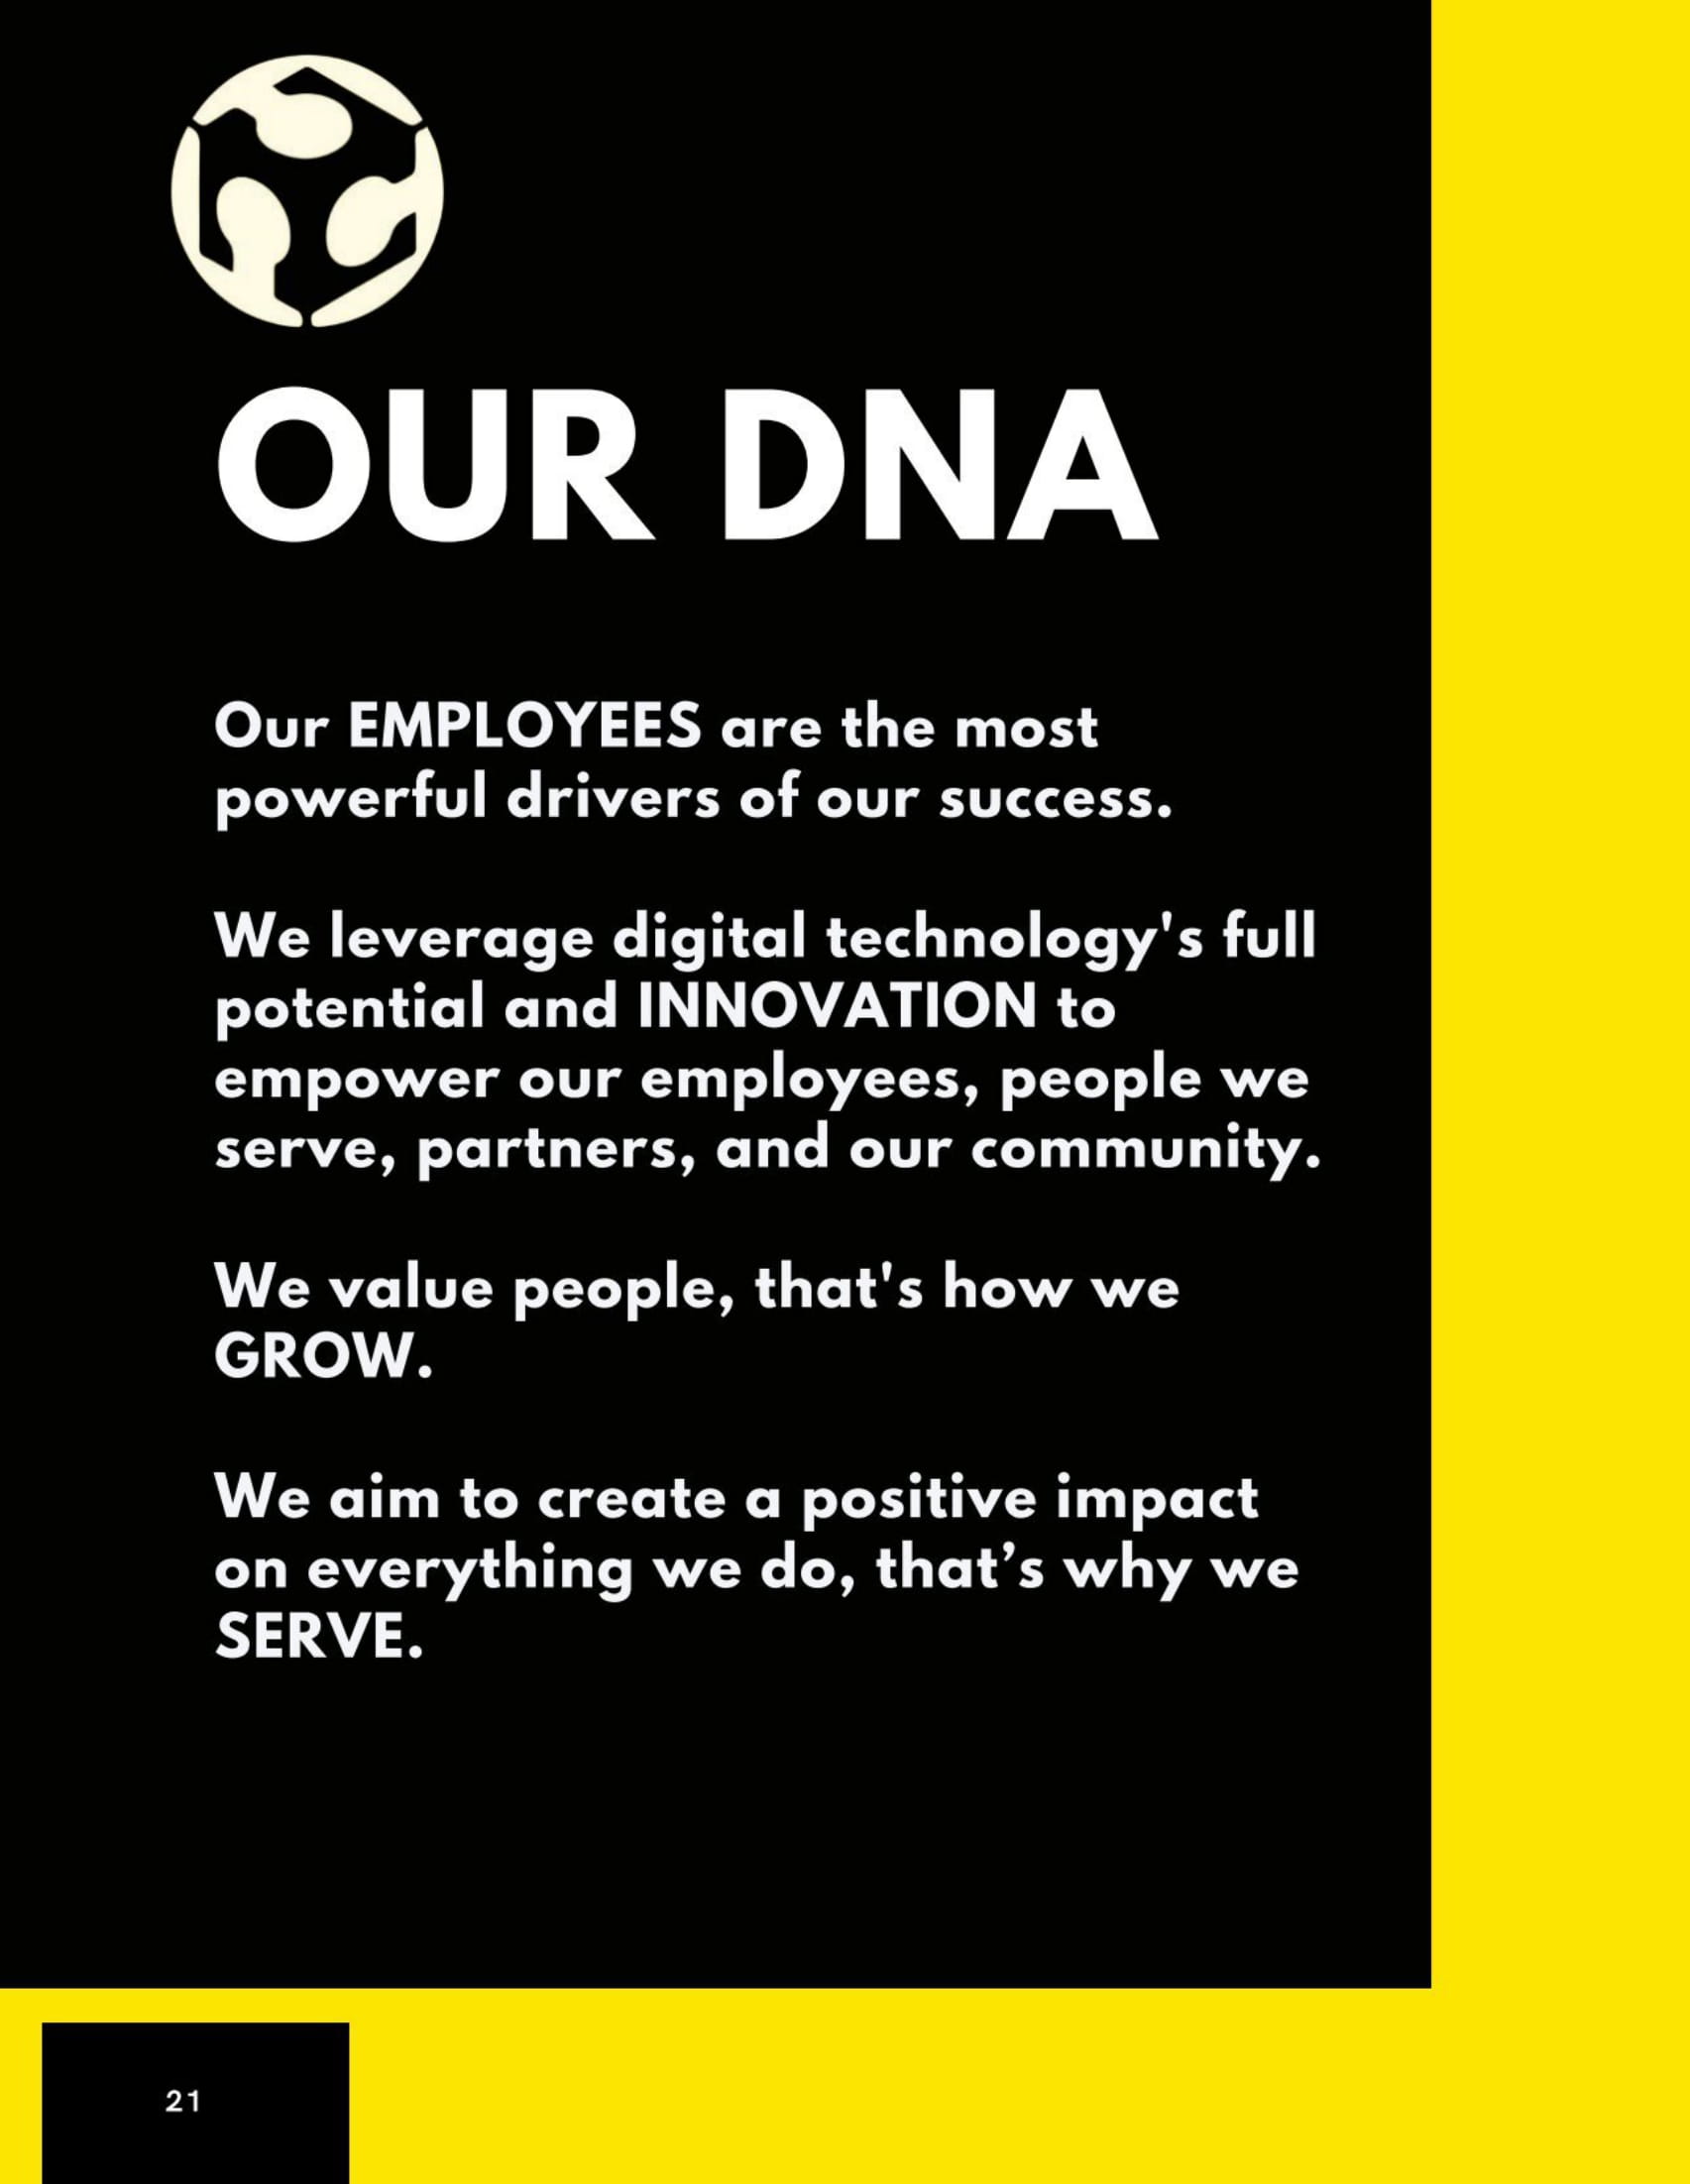 OUR DNA
Our EMPLOYEES are the most
powerful drivers of our success.
We leverage digital technology's full
potential and INNOVATION to
empower our employees, people we
serve, partners, and our community.
We value people, that's how we
GROW.
We aim to create a positive impact
on everything we do, that’s why we
SERVE.
21